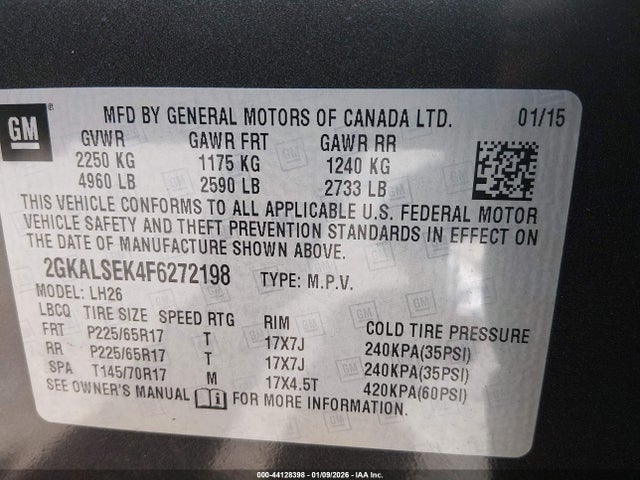 GM ®
MFD BY GENERAL MOTORS OF CANADA LTD. 01/15
GVWR GAWR FRT GAWR RR
2250 KG 1175 KG 1240 KG
4960 LB 2590 LB 2733 LB
THIS VEHICLE CONFORMS TO ALL APPLICABLE U.S. FEDERAL MOTOR
VEHICLE SAFETY AND THEFT PREVENTION STANDARDS IN EFFECT ON
THE DATE OF MANUFACTURE SHOWN ABOVE.
2GKALSEK4F6272198 TYPE: M.P.V.
MODEL: LH26
LBCQ TIRE SIZE SPEED RTG RIM COLD TIRE PRESSURE
FRT P225/65R17 T 17X7J 240KPA(35PSI)
RR P225/65R17 T 17X7J 240KPA(35PSI)
SPA T145/70R17 M 17X4.5T 420KPA(60PSI)
SEE OWNER'S MANUAL FOR MORE INFORMATION.
000-44128398 - 01/09/2026 - IAA Inc.